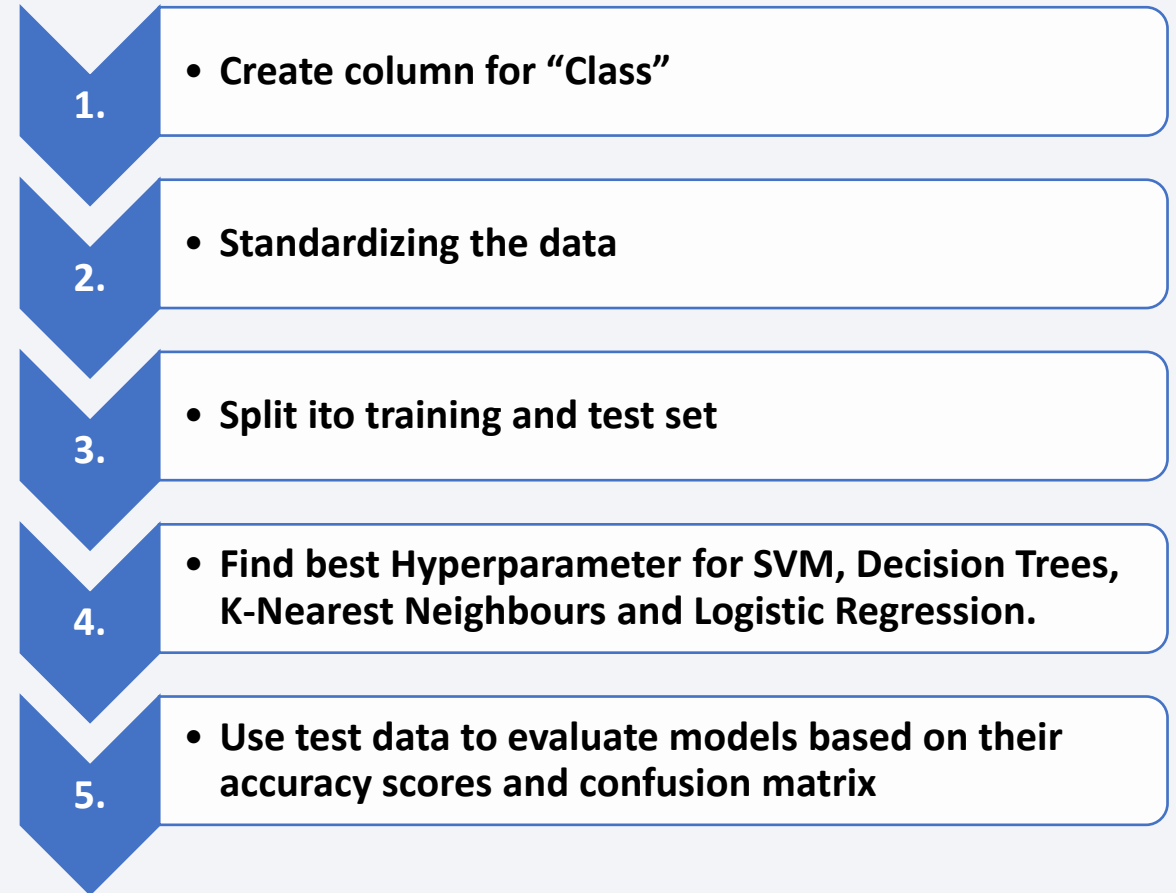 1.
• Create column for “Class”
2.
• Standardizing the data
3.
• Split ito training and test set
4.
• Find best Hyperparameter for SVM, Decision Trees,
K-Nearest Neighbours and Logistic Regression.
5.
• Use test data to evaluate models based on their
accuracy scores and confusion matrix